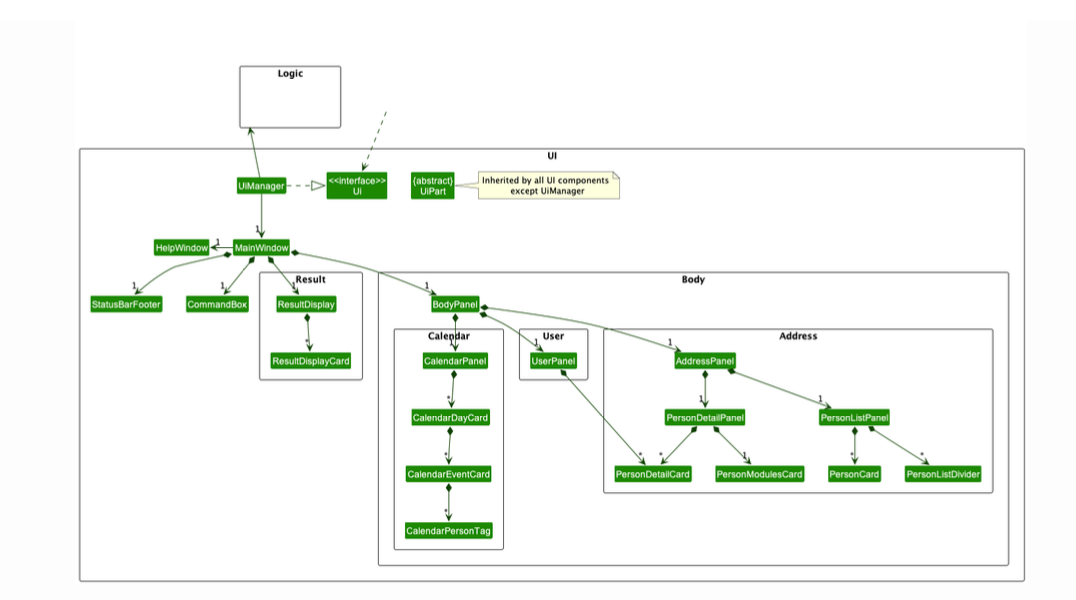 Logic
UI
UiManager
<<interface>>
Ui
{abstract}
UiPart
Inherited by all UI components
except UiManager
1
HelpWindow
1
MainWindow
Result
Body
1
StatusBarFooter
1
CommandBox
1
ResultDisplay
1
BodyPanel
Calendar
User
Address
*
ResultDisplayCard
1
CalendarPanel
1
UserPanel
1
AddressPanel
*
CalendarDayCard
1
PersonDetailPanel
1
PersonListPanel
*
CalendarEventCard
*
*
PersonDetailCard
1
PersonModulesCard
*
PersonCard
*
PersonListDivider
*
CalendarPersonTag